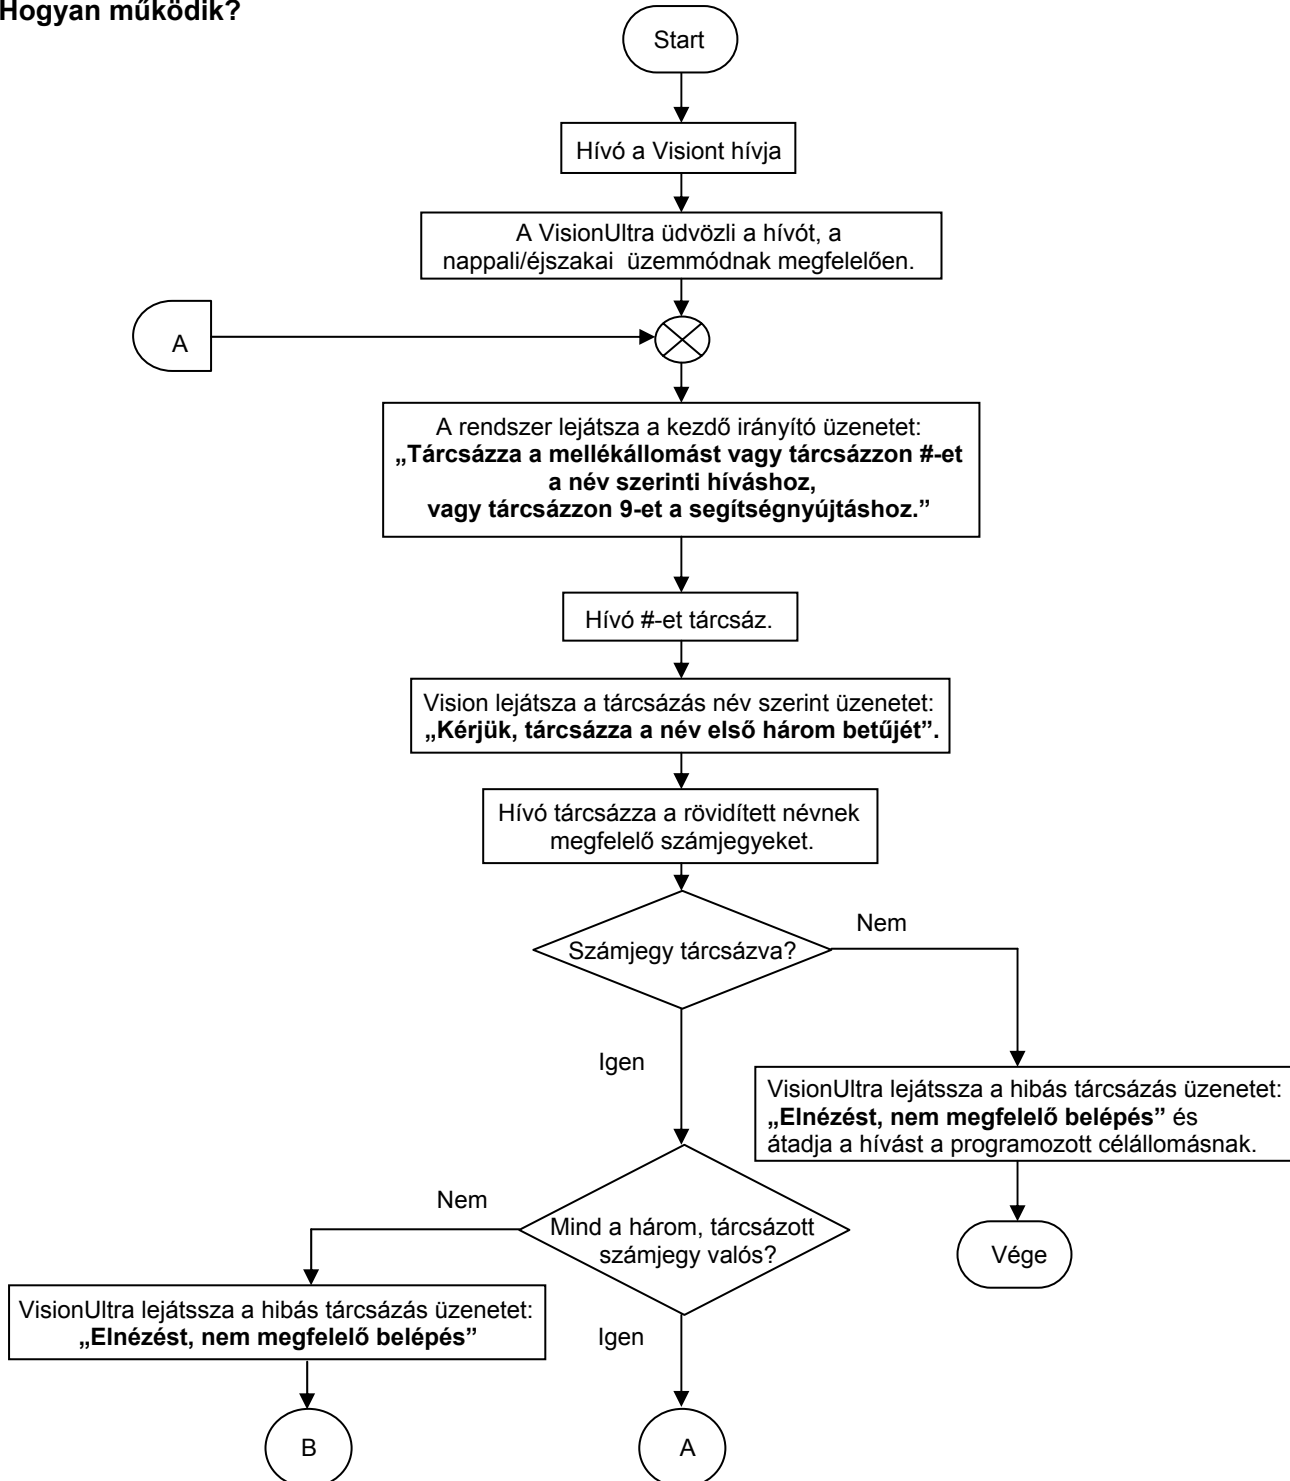 Hogyan működik?
Start
Hívó a Visiont hívja
A VisionUltra üdvözli a hívót, a
nappali/éjszakai üzemmódnak megfelelően.
A
A rendszer lejátsza a kezdő irányító üzenetet:
„Tárcsázza a mellékállomást vagy tárcsázzon #-et
a név szerinti híváshoz,
vagy tárcsázzon 9-et a segítségnyújtáshoz.”
Hívó #-et tárcsáz.
Vision lejátsza a tárcsázás név szerint üzenetet:
„Kérjük, tárcsázza a név első három betűjét”.
Hívó tárcsázza a rövidített névnek
megfelelő számjegyeket.
Számjegy tárcsázva?
Nem
Igen
VisionUltra lejátssza a hibás tárcsázás üzenetet:
„Elnézést, nem megfelelő belépés” és
átadja a hívást a programozott célállomásnak.
Nem
Mind a három, tárcsázott
számjegy valós?
Vége
VisionUltra lejátssza a hibás tárcsázás üzenetet:
„Elnézést, nem megfelelő belépés”
Igen
B
A